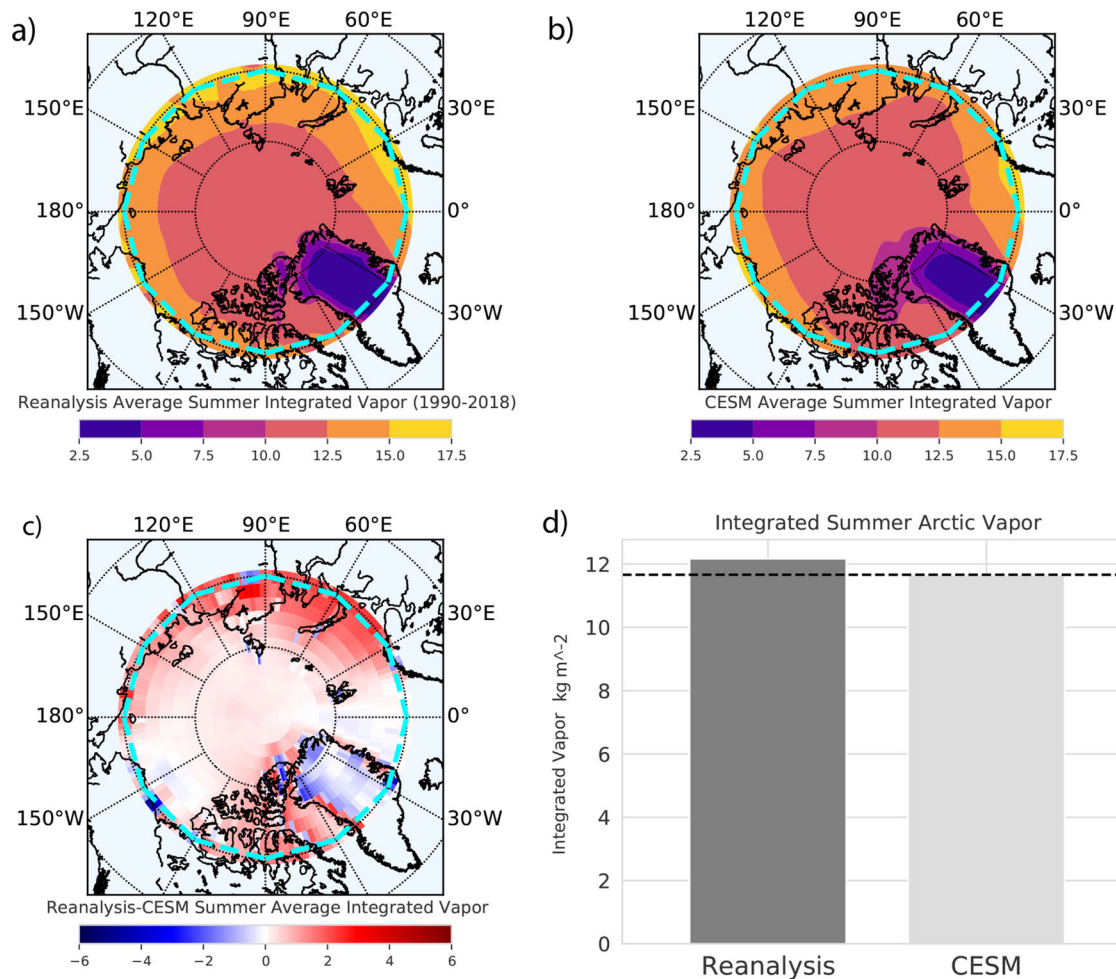 a)
120°E 90°E 60°E
150°E 30°E
180° 0°
150°W 30°W
Reanalysis Average Summer Integrated Vapor (1990-2018)
2.5 5.0 7.5 10.0 12.5 15.0 17.5
b)
120°E 90°E 60°E
150°E 30°E
180° 0°
150°W 30°W
CESM Average Summer Integrated Vapor
2.5 5.0 7.5 10.0 12.5 15.0 17.5
c)
120°E 90°E 60°E
150°E 30°E
180° 0°
150°W 30°W
Reanalysis-CESM Summer Average Integrated Vapor
−6 −4 −2 0 2 4 6
d)
Integrated Summer Arctic Vapor
Integrated Vapor kg m^-2
12
10
8
6
4
2
0
Reanalysis CESM